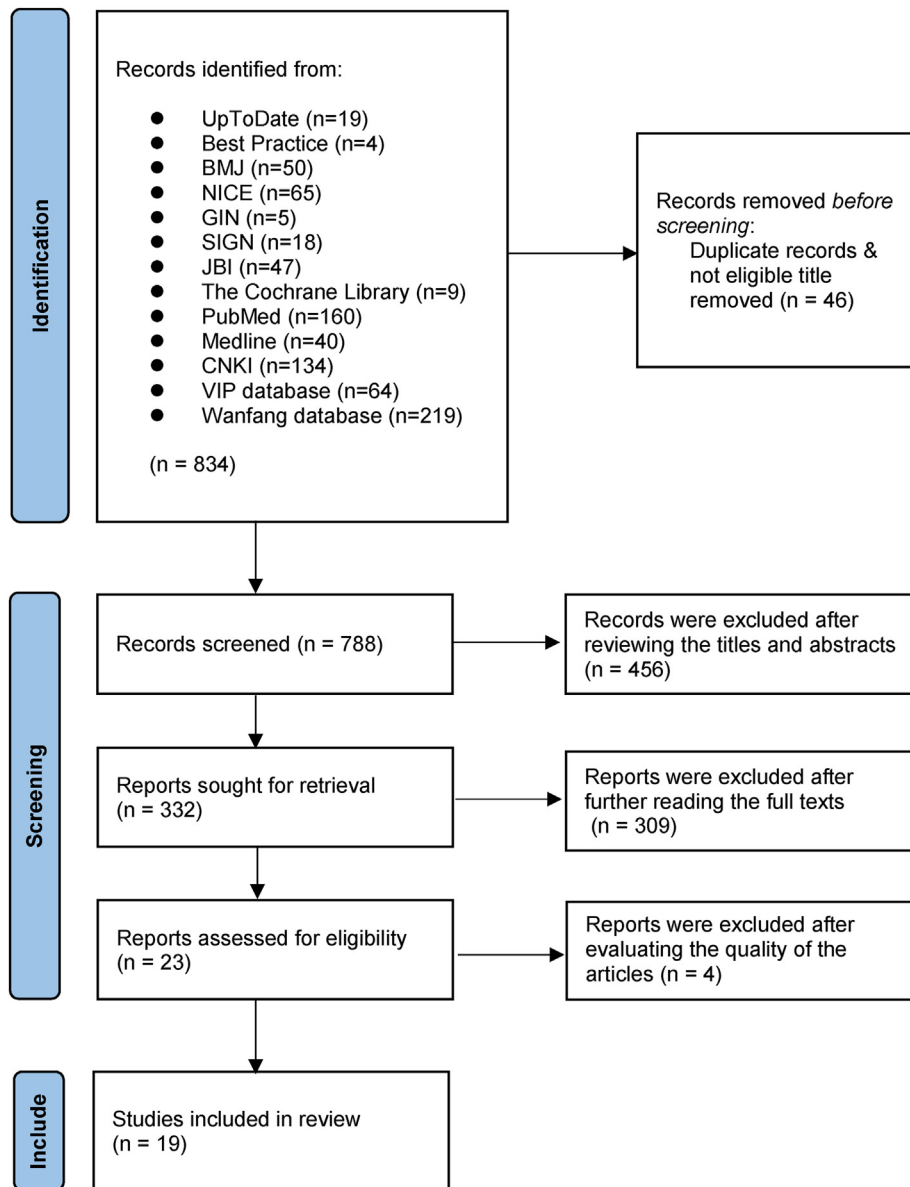 Identification
Records identified from:
● UpToDate (n=19)
● Best Practice (n=4)
● BMJ (n=50)
● NICE (n=65)
● GIN (n=5)
● SIGN (n=18)
● JBI (n=47)
● The Cochrane Library (n=9)
● PubMed (n=160)
● Medline (n=40)
● CNKI (n=134)
● VIP database (n=64)
● Wanfang database (n=219)
(n = 834)
Records removed before
screening:
Duplicate records &
not eligible title
removed (n = 46)
Screening
Records screened (n = 788)
Records were excluded after
reviewing the titles and abstracts
(n = 456)
Reports sought for retrieval
(n = 332)
Reports were excluded after
further reading the full texts
(n = 309)
Reports assessed for eligibility
(n = 23)
Reports were excluded after
evaluating the quality of the
articles (n = 4)
Include
Studies included in review
(n = 19)